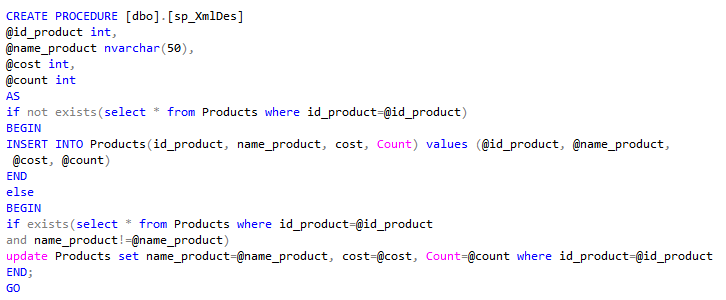 CREATE PROCEDURE [dbo].[sp_XmlDes]
@id_product int,
@name_product nvarchar(50),
@cost int,
@count int
AS
if not exists(select * from Products where id_product=@id_product)
BEGIN
INSERT INTO Products(id_product, name_product, cost, Count) values (@id_product, @name_product,
@cost, @count)
END
else
BEGIN
if exists(select * from Products where id_product=@id_product
and name_product!=@name_product)
update Products set name_product=@name_product, cost=@cost, Count=@count where id_product=@id_product
END;
GO